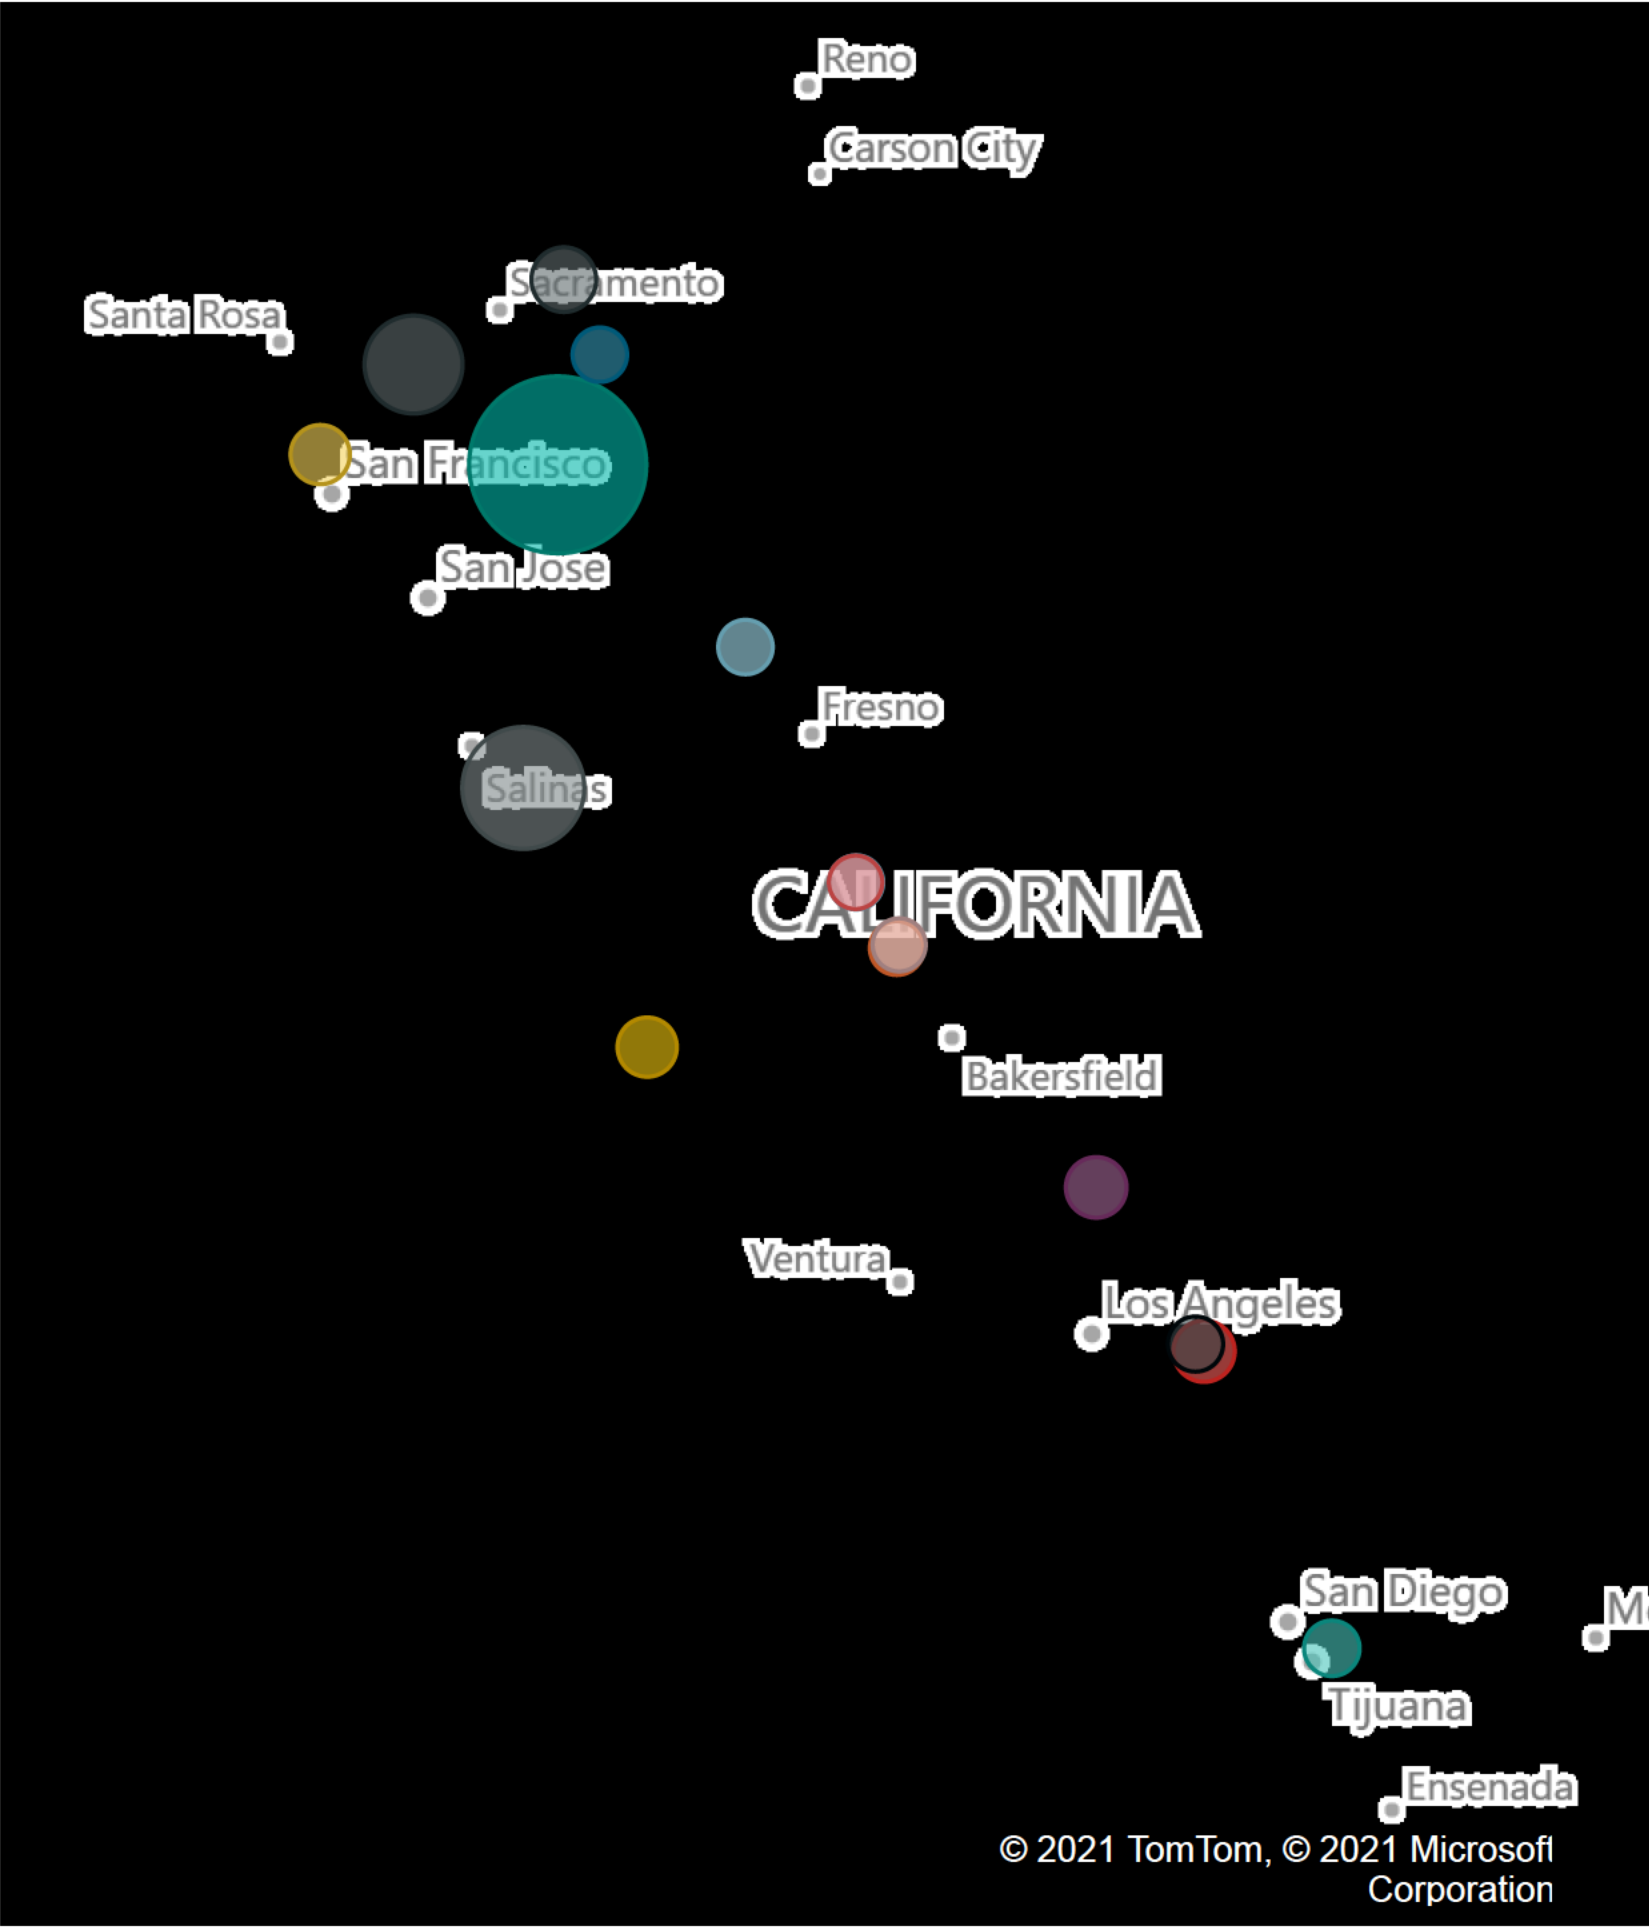 Reno
Carson City
Sacramento
Santa Rosa
San Francisco
San Jose
Fresno
Salinas
CALIFORNIA
Bakersfield
Ventura
Los Angeles
San Diego
Tijuana
Ensenada
© 2021 TomTom, © 2021 Microsoft
Corporation